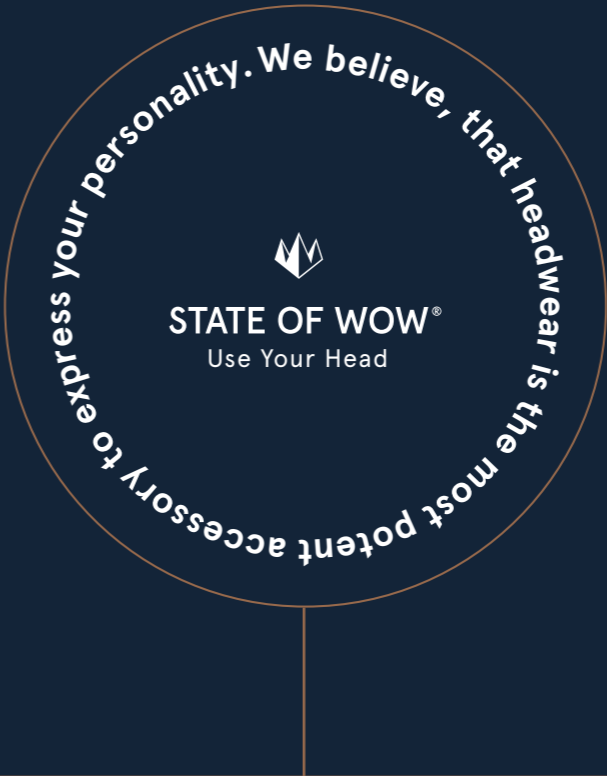 We believe, that headwear is the most potent accessory to express your personality.
STATE OF WOW®
Use Your Head